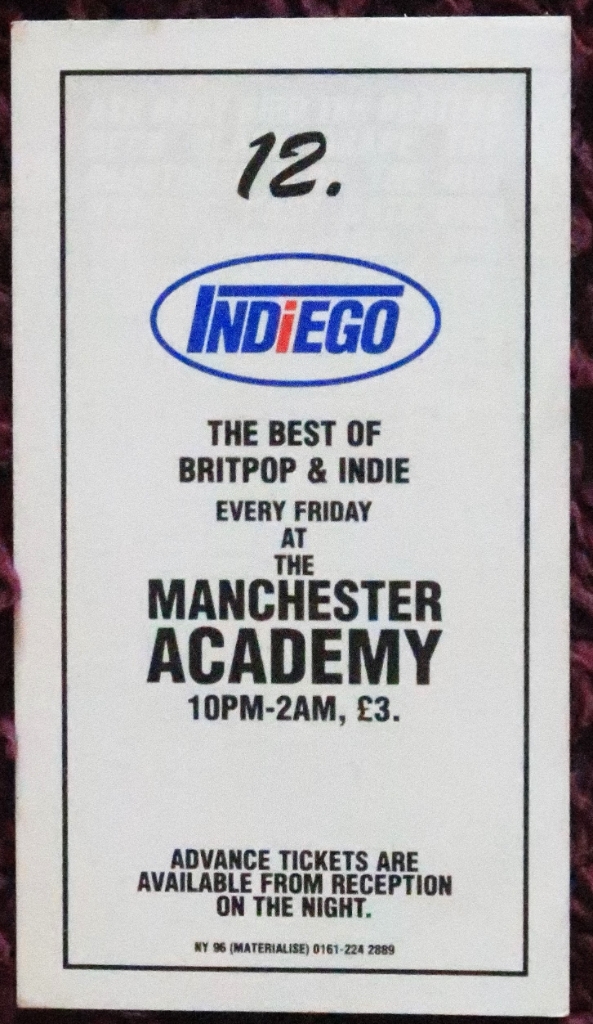 12.
INDiEGO
THE BEST OF
BRITPOP & INDIE
EVERY FRIDAY
AT
THE
MANCHESTER
ACADEMY
10PM-2AM, £3.
ADVANCE TICKETS ARE
AVAILABLE FROM RECEPTION
ON THE NIGHT.
NY 96 (MATERIALISE) 0161-224 2889